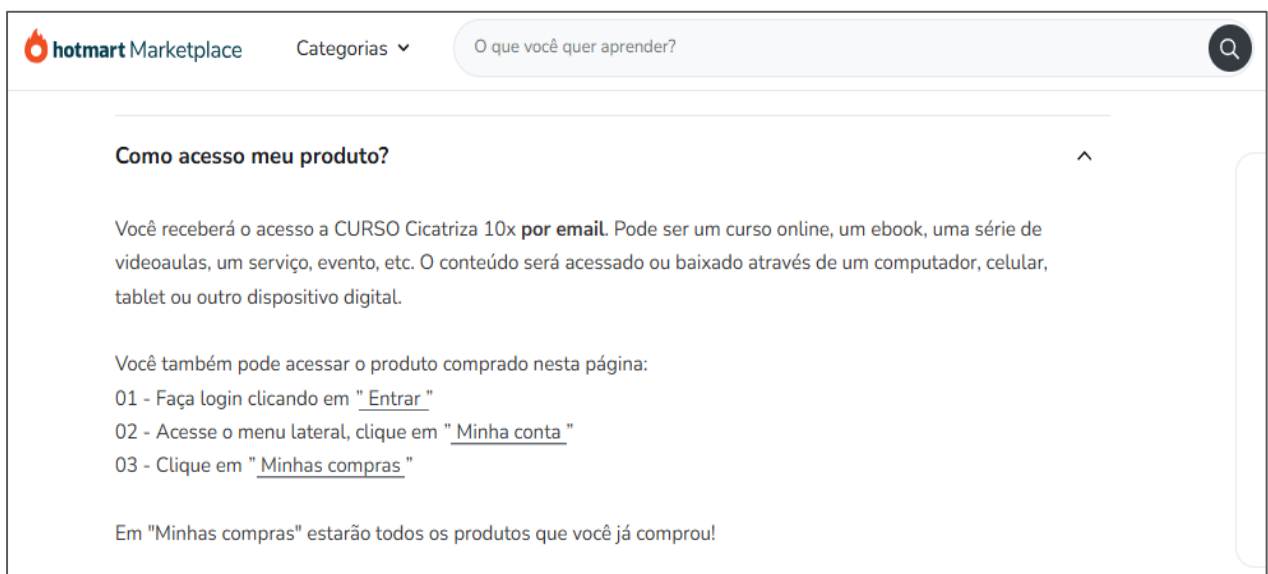 hotmart Marketplace Categorias O que você quer aprender?
Como acesso meu produto?
Você receberá o acesso a CURSO Cicatriza 10x por email. Pode ser um curso online, um ebook, uma série de
videoaulas, um serviço, evento, etc. O conteúdo será acessado ou baixado através de um computador, celular,
tablet ou outro dispositivo digital.
Você também pode acessar o produto comprado nesta página:
01 - Faça login clicando em ” Entrar ”
02 - Acesse o menu lateral, clique em ” Minha conta ”
03 - Clique em ” Minhas compras ”
Em "Minhas compras" estarão todos os produtos que você já comprou!